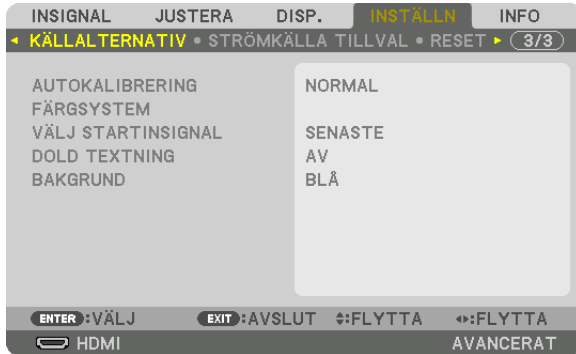 INSIGNAL JUSTERA DISP. INSTÄLLN INFO
KÄLLALTERNATIV • STRÖMKÄLLA TILLVAL • RESET 3/3
AUTOKALIBRERING NORMAL
FÄRGSYSTEM
VÄLJ STARTINSIGNAL SENASTE
DOLD TEXTNING AV
BAKGRUND BLÅ
ENTER :VÄLJ EXIT :AVSLUT :FLYTTA :FLYTTA
HDMI AVANCERAT